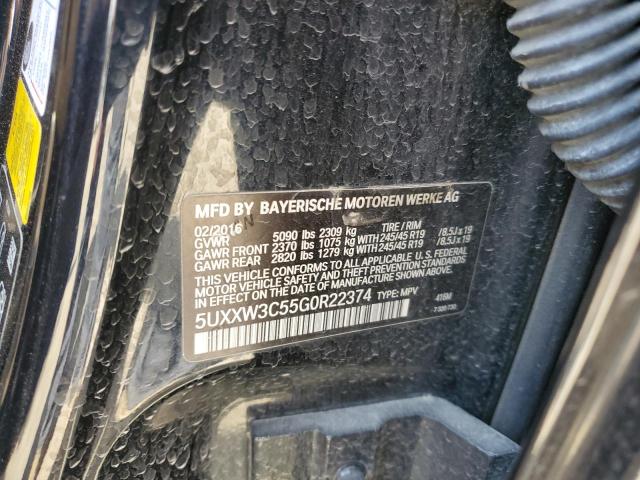 MFD BY BAYERISCHE MOTOREN WERKE AG
02/2016 TIRE / RIM
GVWR 5090 lbs 2309 kg
GAWR FRONT 2370 lbs 1075 kg WITH 245/45 R19 /8.5J x 19
GAWR REAR 2820 lbs 1279 kg WITH 245/45 R19 /8.5J x 19
THIS VEHICLE CONFORMS TO ALL APPLICABLE U.S. FEDERAL
MOTOR VEHICLE SAFETY, BUMPER, AND THEFT PREVENTION
STANDARDS IN EFFECT ON THE DATE OF MANUFACTURE SHOWN ABOVE.
5UXXW3C55G0R22374 TYPE: MPV 416M